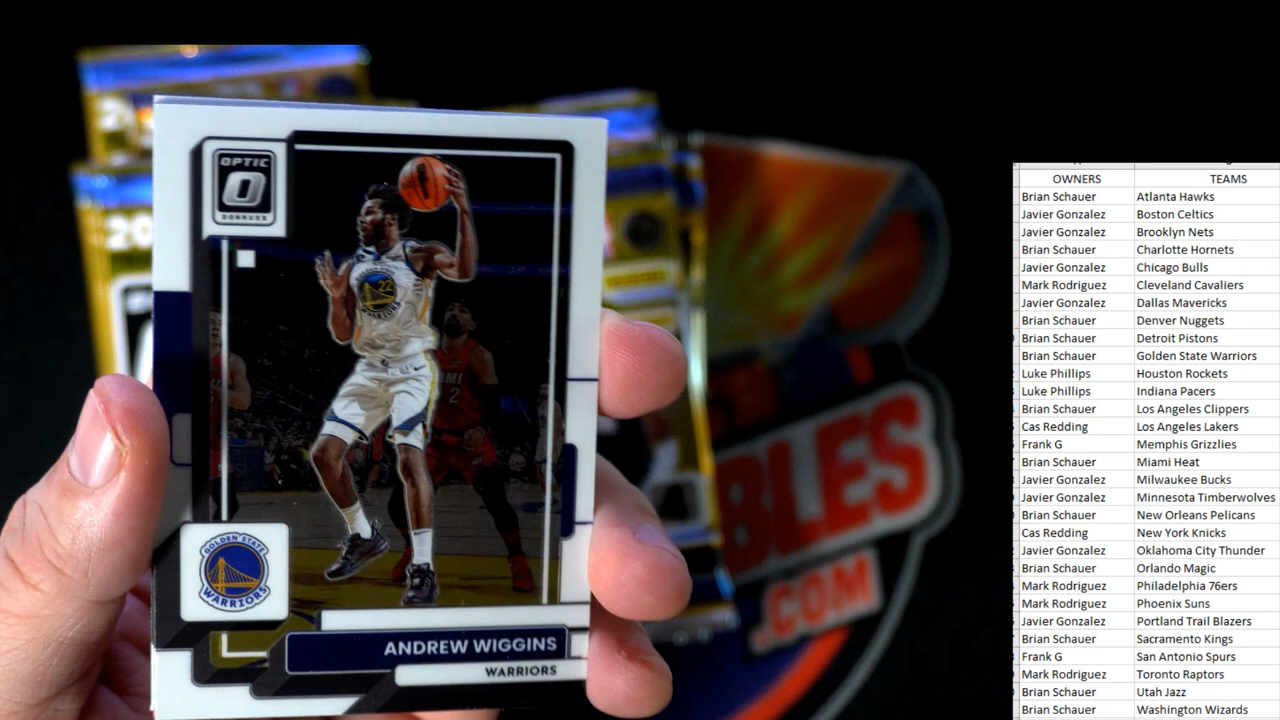 20
OPTIC
DONRUSS
22
WARRIORS
MIAMI
2
GOLDEN STATE
WARRIORS
ANDREW WIGGINS
WARRIORS
BLES
.COM
OWNERS TEAMS
Brian Schauer Atlanta Hawks
Javier Gonzalez Boston Celtics
Javier Gonzalez Brooklyn Nets
Brian Schauer Charlotte Hornets
Javier Gonzalez Chicago Bulls
Mark Rodriguez Cleveland Cavaliers
Javier Gonzalez Dallas Mavericks
Brian Schauer Denver Nuggets
Brian Schauer Detroit Pistons
Brian Schauer Golden State Warriors
Luke Phillips Houston Rockets
Luke Phillips Indiana Pacers
Brian Schauer Los Angeles Clippers
Cas Redding Los Angeles Lakers
Frank G Memphis Grizzlies
Brian Schauer Miami Heat
Javier Gonzalez Milwaukee Bucks
Javier Gonzalez Minnesota Timberwolves
Brian Schauer New Orleans Pelicans
Cas Redding New York Knicks
Javier Gonzalez Oklahoma City Thunder
Brian Schauer Orlando Magic
Mark Rodriguez Philadelphia 76ers
Mark Rodriguez Phoenix Suns
Javier Gonzalez Portland Trail Blazers
Brian Schauer Sacramento Kings
Frank G San Antonio Spurs
Mark Rodriguez Toronto Raptors
Brian Schauer Utah Jazz
Brian Schauer Washington Wizards